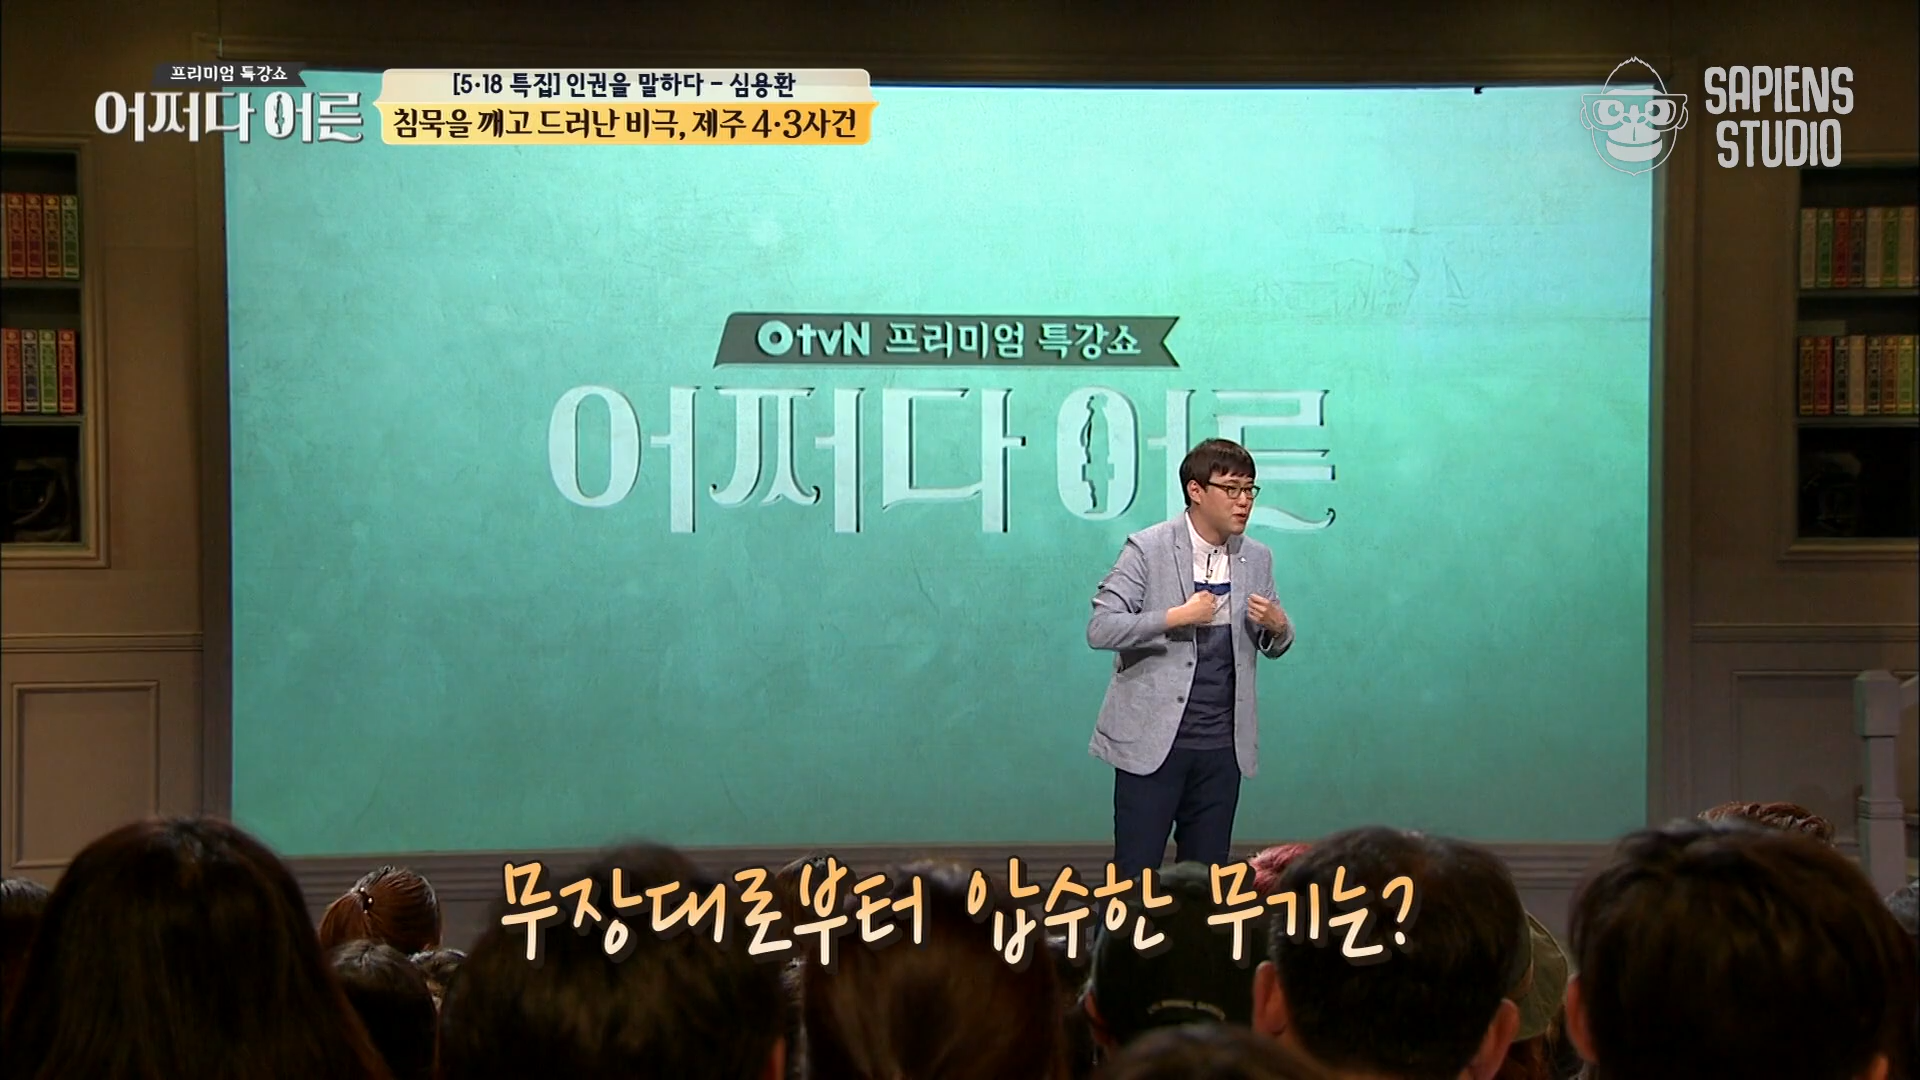 프리미엄 특강쇼
어쩌다 어른
[5·18 특집] 인권을 말하다 - 심용환
침묵을 깨고 드러난 비극, 제주 4·3사건
SAPIENS
STUDIO
OtvN 프리미엄 특강쇼
어쩌다 어른
무장대로부터 압수한 무기는?